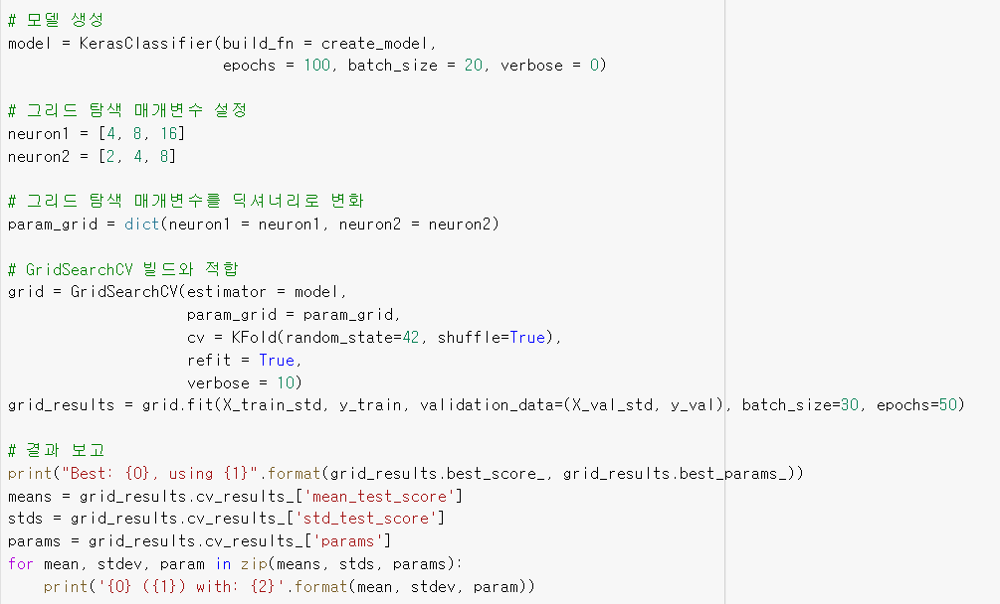 # 모델 생성
model = KerasClassifier(build_fn = create_model,
epochs = 100, batch_size = 20, verbose = 0)
# 그리드 탐색 매개변수 설정
neuron1 = [4, 8, 16]
neuron2 = [2, 4, 8]
# 그리드 탐색 매개변수를 딕셔너리로 변화
param_grid = dict(neuron1 = neuron1, neuron2 = neuron2)
# GridSearchCV 빌드와 적합
grid = GridSearchCV(estimator = model,
param_grid = param_grid,
cv = KFold(random_state=42, shuffle=True),
refit = True,
verbose = 10)
grid_results = grid.fit(X_train_std, y_train, validation_data=(X_val_std, y_val), batch_size=30, epochs=50)
# 결과 보고
print("Best: {0}, using {1}".format(grid_results.best_score_, grid_results.best_params_))
means = grid_results.cv_results_['mean_test_score']
stds = grid_results.cv_results_['std_test_score']
params = grid_results.cv_results_['params']
for mean, stdev, param in zip(means, stds, params):
print('{0} ({1}) with: {2}'.format(mean, stdev, param))